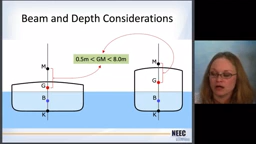 Beam and Depth Considerations
0.5m < GM < 8.0m
M
G
B
K
M
G
B
K
NEEC